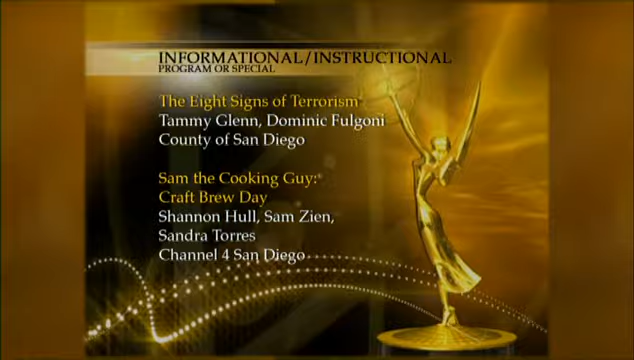 INFORMATIONAL/INSTRUCTIONAL
PROGRAM OR SPECIAL
The Eight Signs of Terrorism
Tammy Glenn, Dominic Fulgoni
County of San Diego
Sam the Cooking Guy:
Craft Brew Day
Shannon Hull, Sam Zien,
Sandra Torres
Channel 4 San Diego